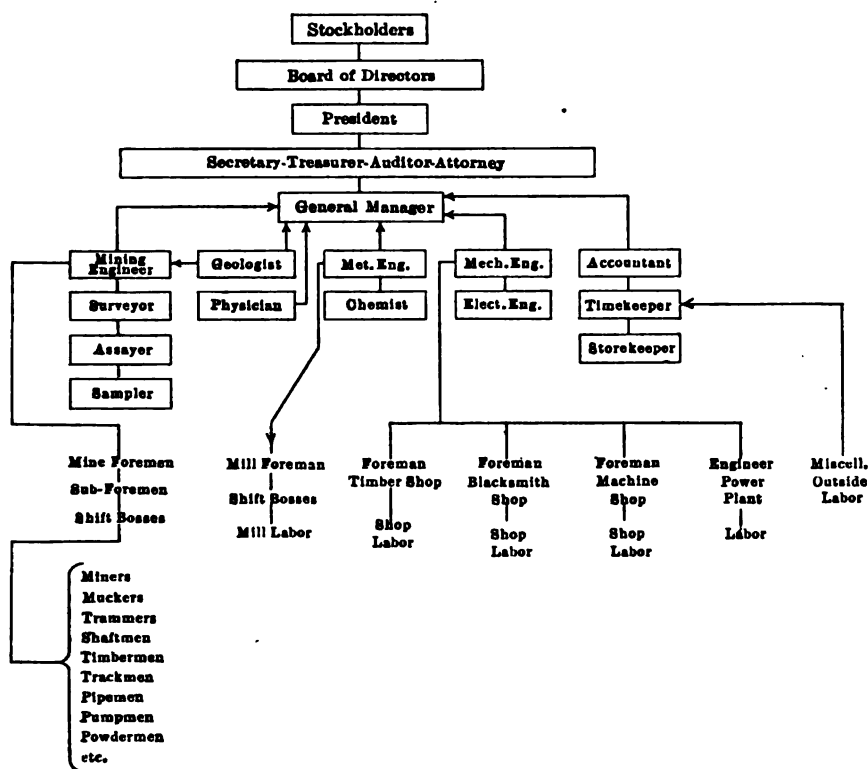 Stockholders
Board of Directors
President
Secretary-Treasurer-Auditor-Attorney
General Manager
Mining
Engineer
Geologist
Met. Eng.
Mech. Eng.
Accountant
Surveyor
Physician
Chemist
Elect. Eng.
Timekeeper
Assayer
Storekeeper
Sampler
Mine Foremen
Sub-Foremen
Shift Bosses
Mill Foreman
Shift Bosses
Mill Labor
Foreman
Timber Shop
Shop
Labor
Foreman
Blacksmith
Shop
Shop
Labor
Foreman
Machine
Shop
Shop
Labor
Engineer
Power
Plant
Labor
Miscell.
Outside
Labor
Miners
Muckers
Trammers
Shaftmen
Timbermen
Trackmen
Pipemen
Pumpmen
Powdermen
etc.